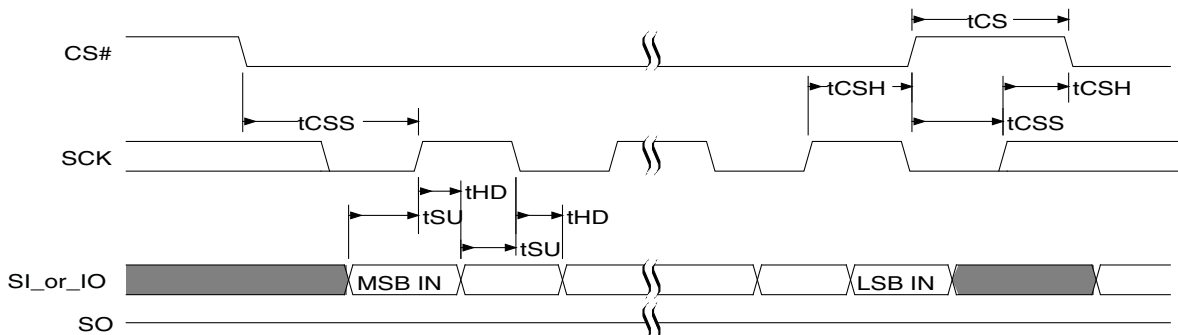 tCS
CS#
tCSH
tCSH
tCSS
tCSS
SCK
tHD
tSU
tHD
tSU
SI_or_IO
MSB IN
LSB IN
SO